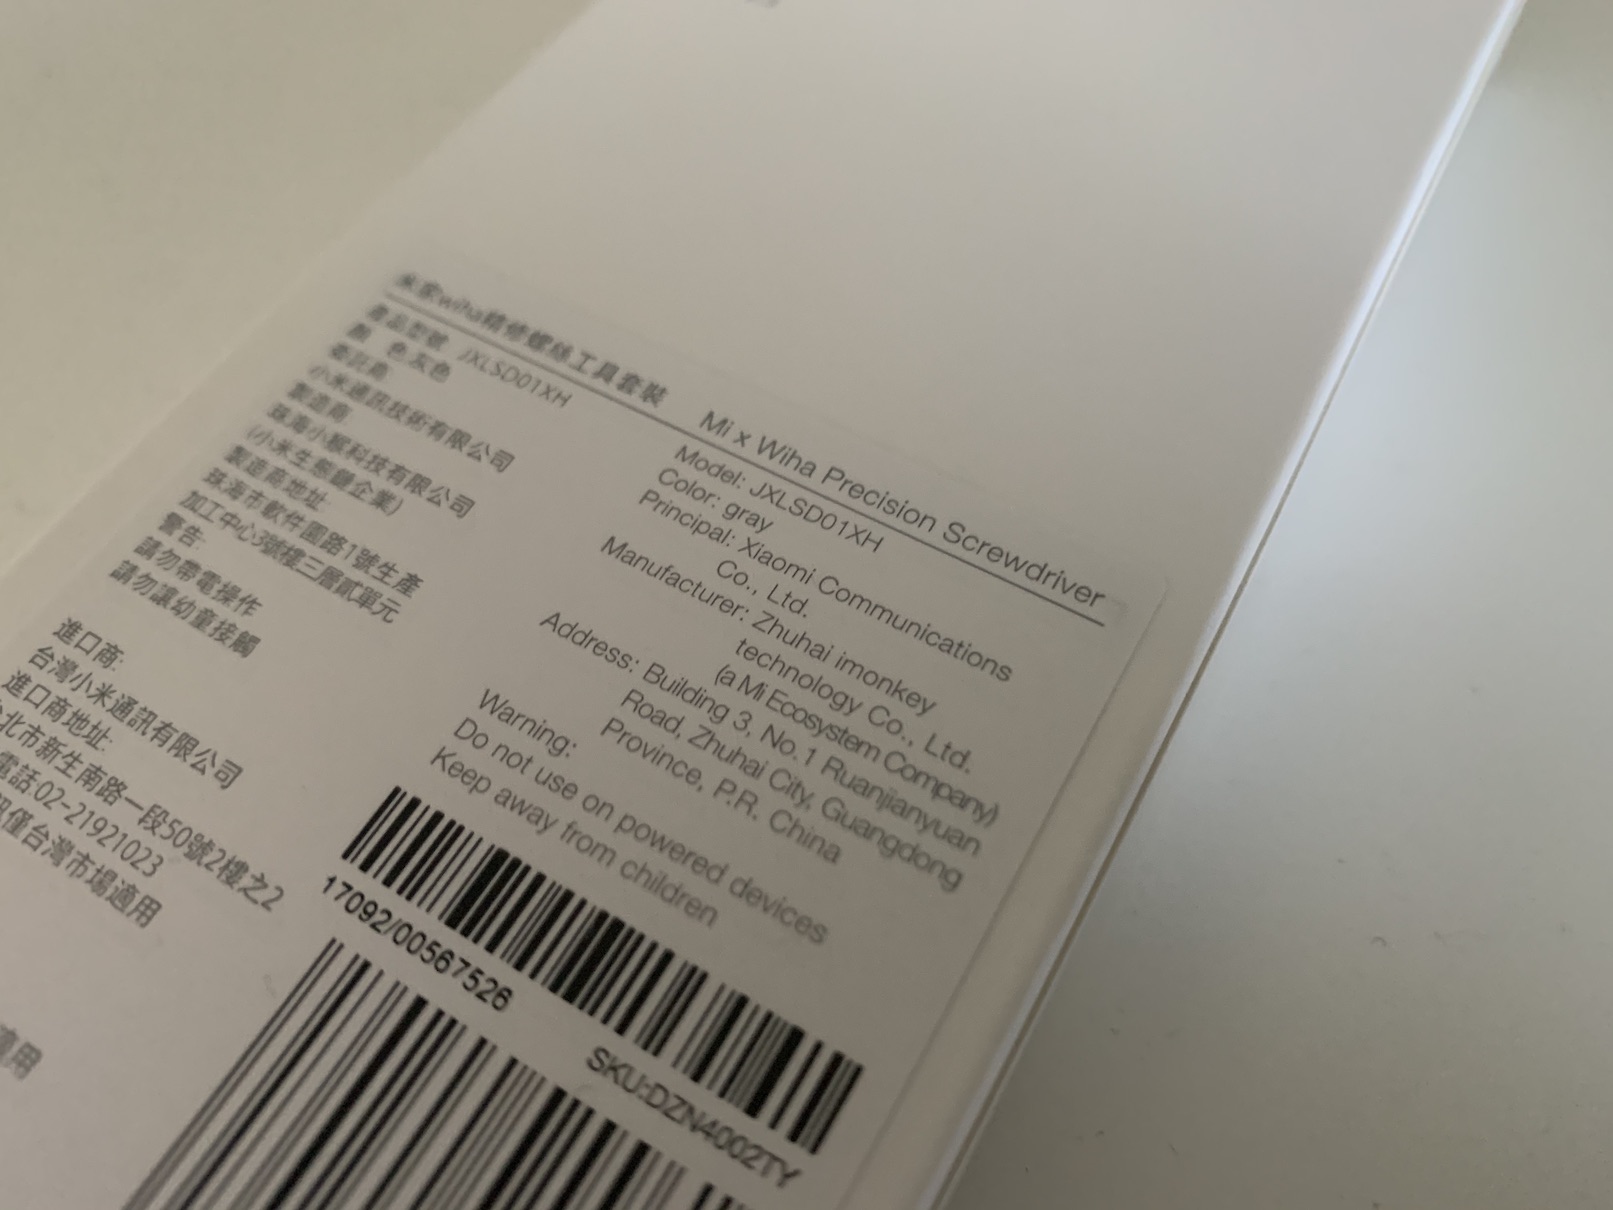 米家wiha精修螺絲工具套裝
產品型號: JXLSD01XH
顏 色:灰色
委託商:
小米通訊技術有限公司
製造商:
珠海小猴科技有限公司
(小米生態鏈企業)
製造商地址:
珠海市軟件園路1號生產
加工中心3號樓三層貳單元
警告:
請勿帶電操作
請勿讓幼童接觸
進口商:
台灣小米通訊有限公司
進口商地址:
台北市新生南路一段50號2樓之2
電話:02-21921023
訊僅台灣市場適用
適用
Mi x Wiha Precision Screwdriver
Model: JXLSD01XH
Color: gray
Principal: Xiaomi Communications
Co., Ltd.
Manufacturer: Zhuhai imonkey
technology Co., Ltd.
(a Mi Ecosystem Company)
Address: Building 3, No. 1 Ruanjianyuan
Road, Zhuhai City, Guangdong
Province, P.R. China
Warning:
Do not use on powered devices
Keep away from children
17092/00567526
SKU:DZN4002TY